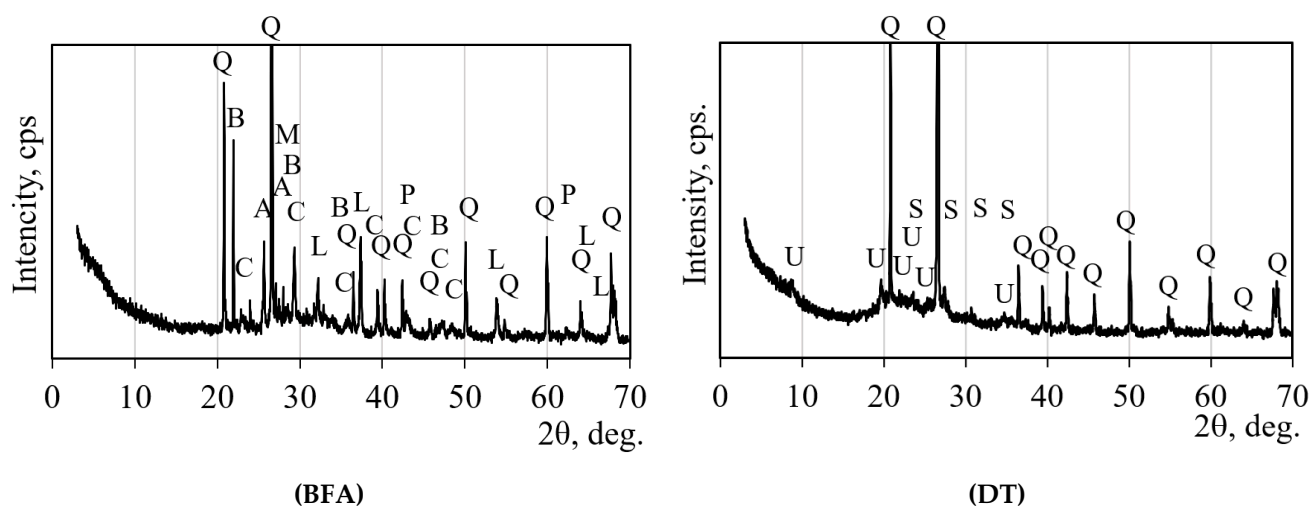 Q
Q
B
M
B
A
A
C
C
L
B
L
Q
C
C
Q
P
C
Q
B
C
Q
C
Q
L
Q
Q
P
L
Q
L
Q
Intencity, cps
0 10 20 30 40 50 60 70
2θ, deg.
(BFA)
Q Q
U
U
S
U
U
U
S
S
S
U
Q
Q
Q
Q
Q
Q
Q
Q
Q
Q
Intensity, cps.
0 10 20 30 40 50 60 70
2θ, deg.
(DT)